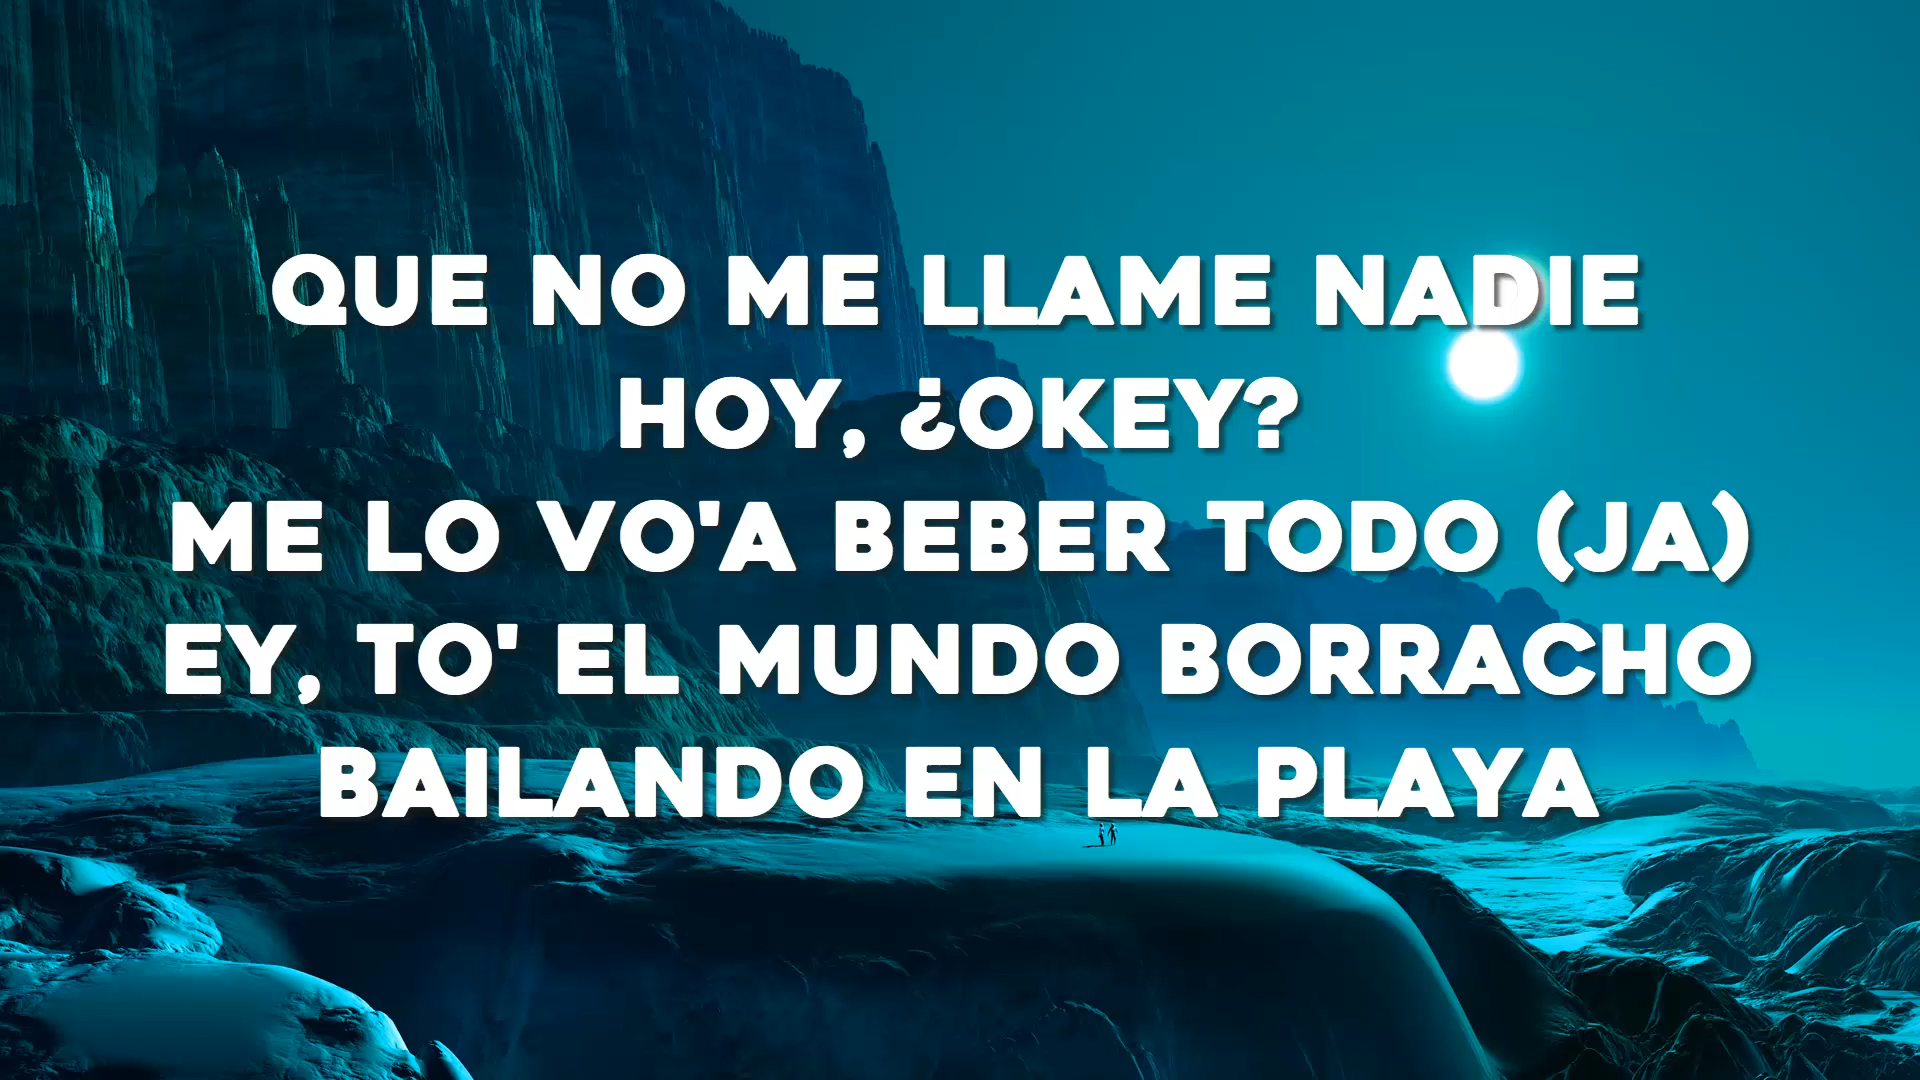 QUE NO ME LLAME NADIE
HOY, ¿OKEY?
ME LO VO'A BEBER TODO (JA)
EY, TO' EL MUNDO BORRACHO
BAILANDO EN LA PLAYA